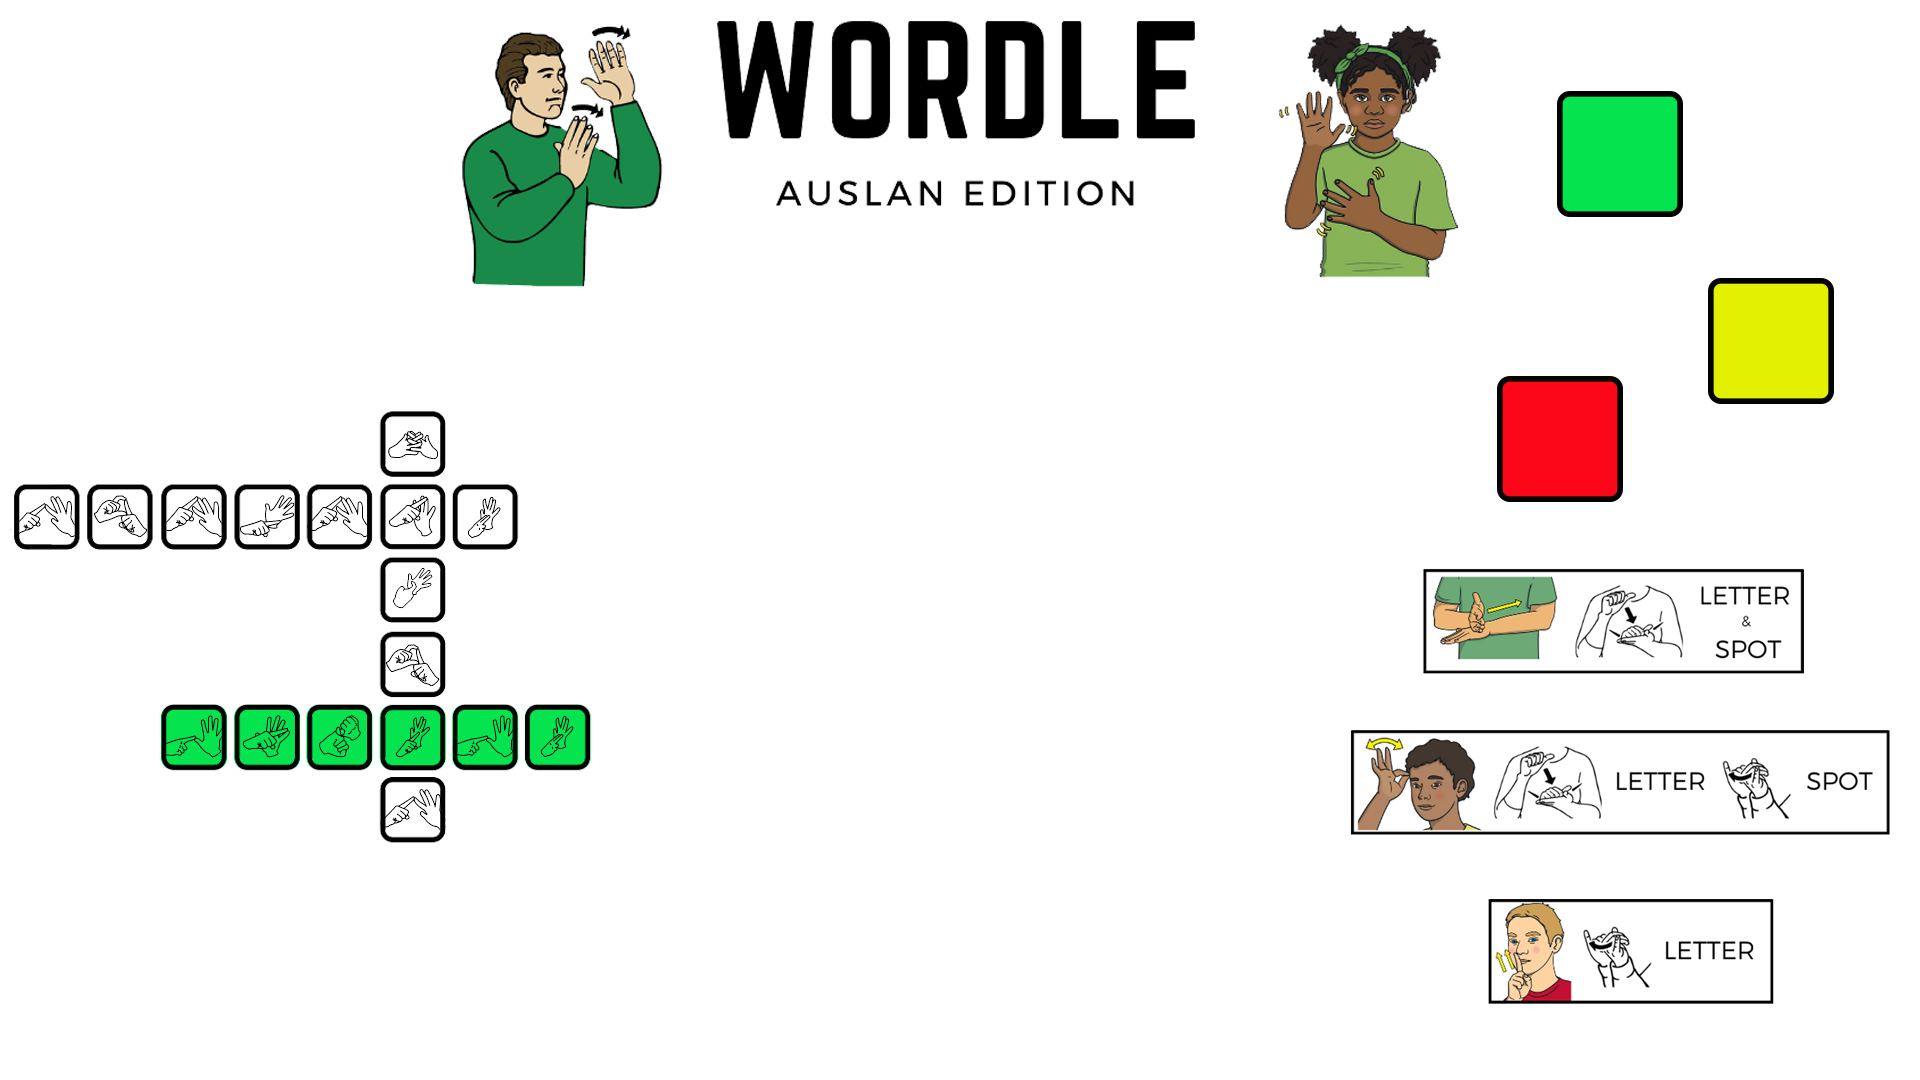 WORDLE
AUSLAN EDITION
LETTER
&
SPOT
LETTER SPOT
LETTER